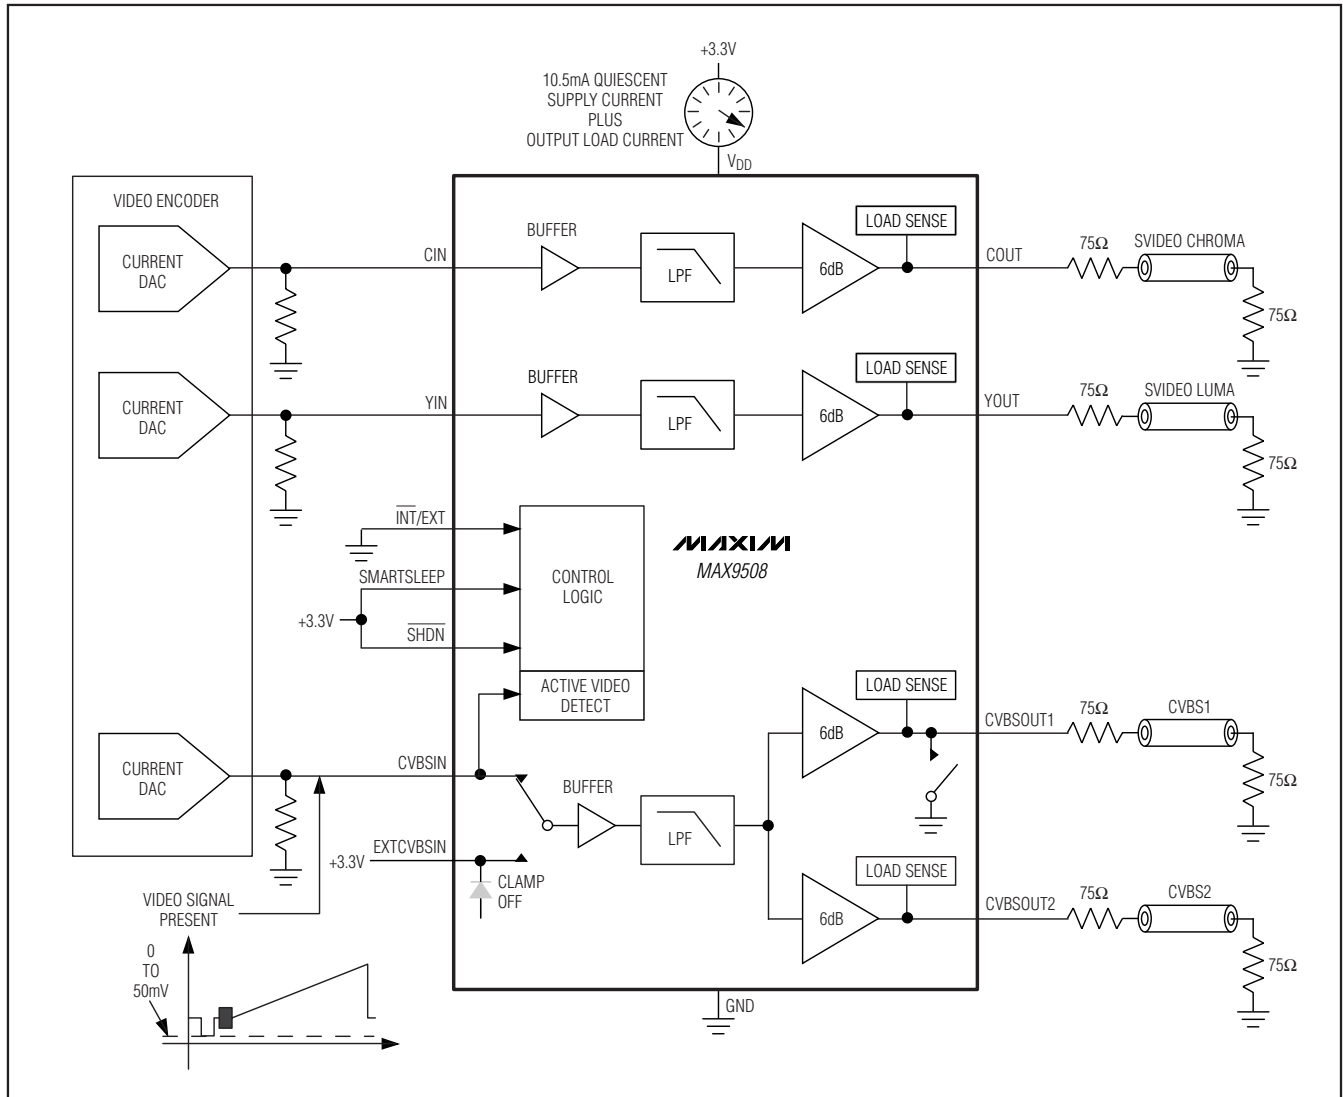 +3.3V
10.5mA QUIESCENT
SUPPLY CURRENT
PLUS
OUTPUT LOAD CURRENT
VDD
VIDEO ENCODER
CURRENT
DAC
CIN
BUFFER
LPF
6dB
LOAD SENSE
COUT
75Ω
SVIDEO CHROMA
75Ω
CURRENT
DAC
YIN
BUFFER
LPF
6dB
LOAD SENSE
YOUT
75Ω
SVIDEO LUMA
75Ω
INT/EXT
SMARTSLEEP
+3.3V
SHDN
CONTROL
LOGIC
ACTIVE VIDEO
DETECT
MAXIM
MAX9508
CURRENT
DAC
CVBSIN
BUFFER
LPF
+3.3V
EXTCVBSIN
CLAMP
OFF
6dB
LOAD SENSE
CVBSOUT1
75Ω
CVBS1
75Ω
6dB
LOAD SENSE
CVBSOUT2
75Ω
CVBS2
75Ω
VIDEO SIGNAL
PRESENT
0
TO
50mV
GND